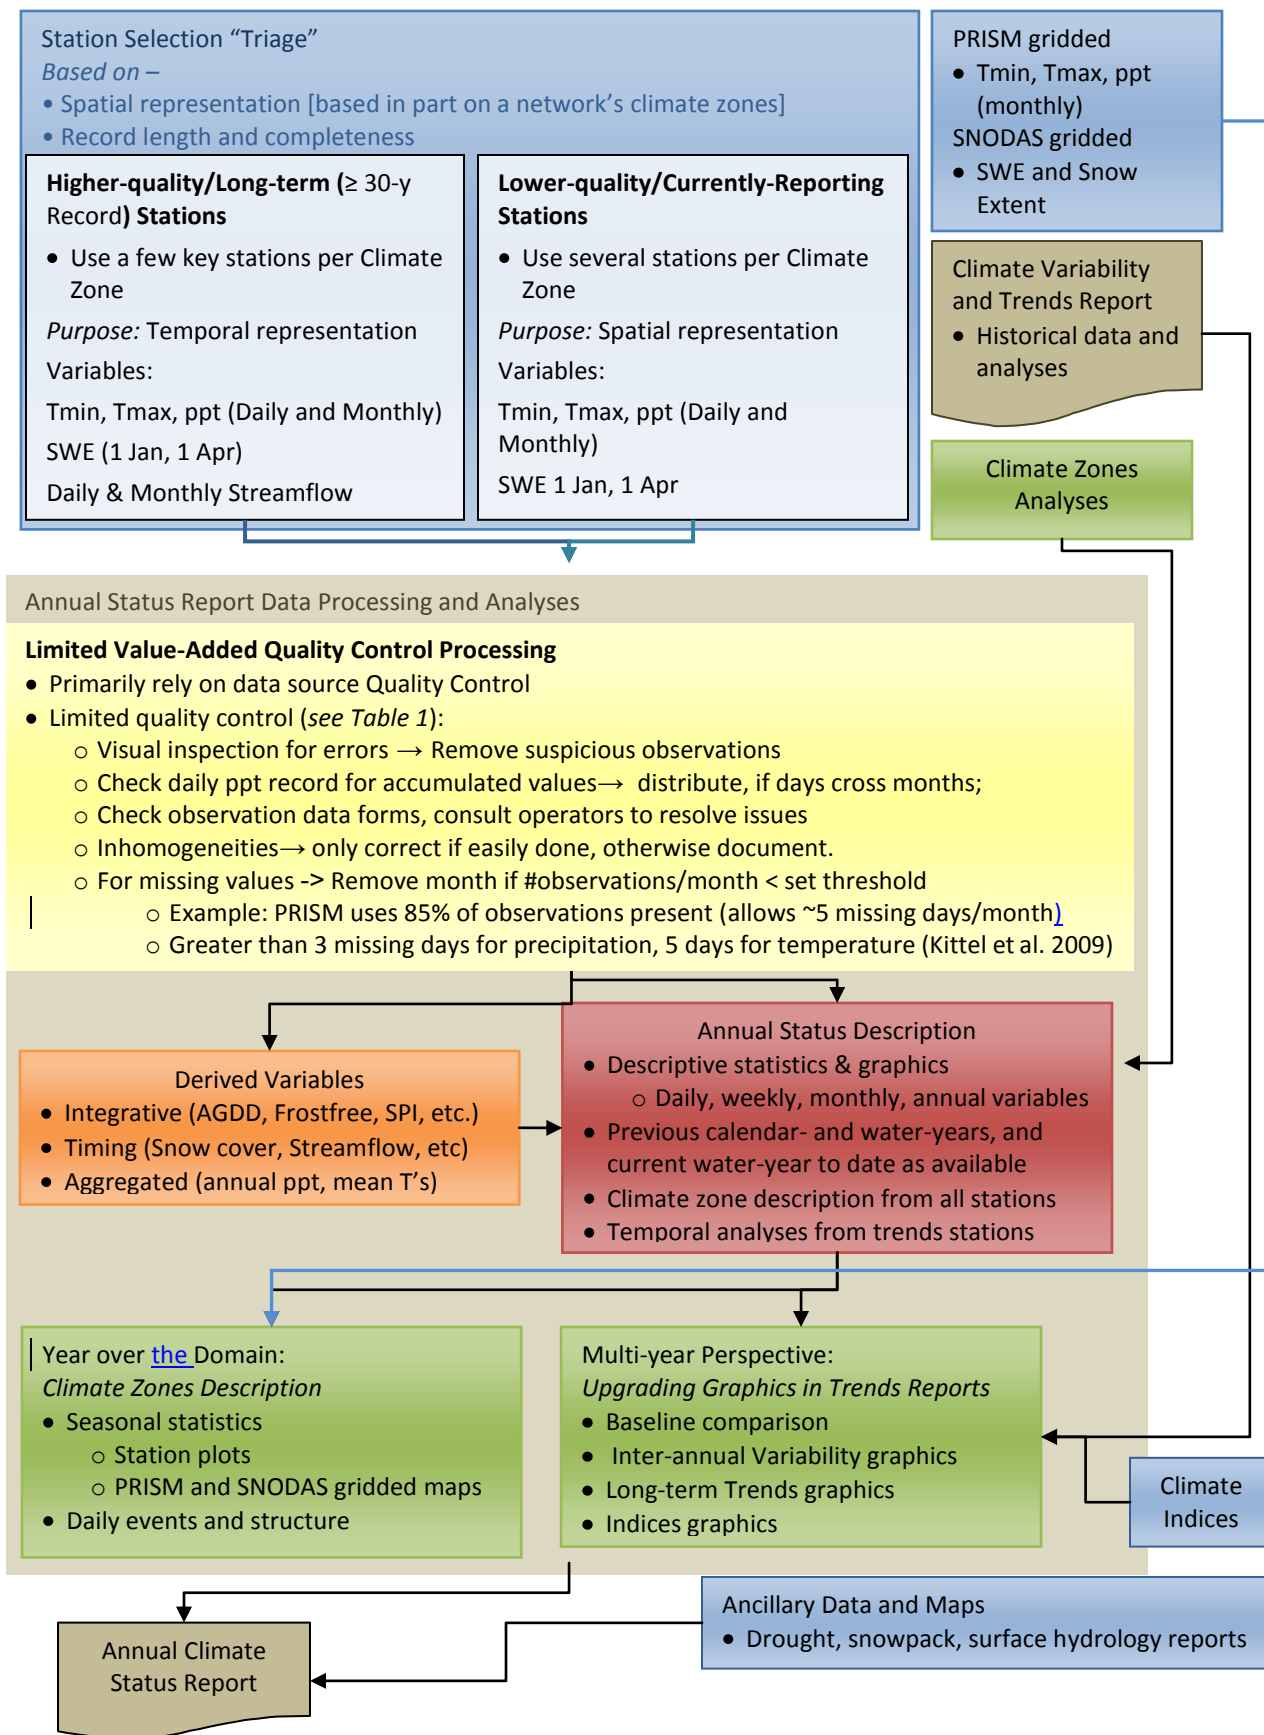 Station Selection “Triage”
Based on –
• Spatial representation [based in part on a network’s climate zones]
• Record length and completeness
Higher-quality/Long-term (≥ 30-y
Record) Stations
• Use a few key stations per Climate
Zone
Purpose: Temporal representation
Variables:
Tmin, Tmax, ppt (Daily and Monthly)
SWE (1 Jan, 1 Apr)
Daily & Monthly Streamflow
Lower-quality/Currently-Reporting
Stations
• Use several stations per Climate
Zone
Purpose: Spatial representation
Variables:
Tmin, Tmax, ppt (Daily and
Monthly)
SWE 1 Jan, 1 Apr
PRISM gridded
• Tmin, Tmax, ppt
(monthly)
SNODAS gridded
• SWE and Snow
Extent
Climate Variability
and Trends Report
• Historical data and
analyses
Climate Zones
Analyses
Annual Status Report Data Processing and Analyses
Limited Value-Added Quality Control Processing
• Primarily rely on data source Quality Control
• Limited quality control (see Table 1):
o Visual inspection for errors → Remove suspicious observations
o Check daily ppt record for accumulated values→ distribute, if days cross months;
o Check observation data forms, consult operators to resolve issues
o Inhomogeneities→ only correct if easily done, otherwise document.
o For missing values -> Remove month if #observations/month < set threshold
o Example: PRISM uses 85% of observations present (allows ~5 missing days/month)
o Greater than 3 missing days for precipitation, 5 days for temperature (Kittel et al. 2009)
Derived Variables
• Integrative (AGDD, Frostfree, SPI, etc.)
• Timing (Snow cover, Streamflow, etc)
• Aggregated (annual ppt, mean T’s)
Annual Status Description
• Descriptive statistics & graphics
o Daily, weekly, monthly, annual variables
• Previous calendar- and water-years, and
current water-year to date as available
• Climate zone description from all stations
• Temporal analyses from trends stations
Year over the Domain:
Climate Zones Description
• Seasonal statistics
o Station plots
o PRISM and SNODAS gridded maps
• Daily events and structure
Multi-year Perspective:
Upgrading Graphics in Trends Reports
• Baseline comparison
• Inter-annual Variability graphics
• Long-term Trends graphics
• Indices graphics
Climate
Indices
Ancillary Data and Maps
• Drought, snowpack, surface hydrology reports
Annual Climate
Status Report